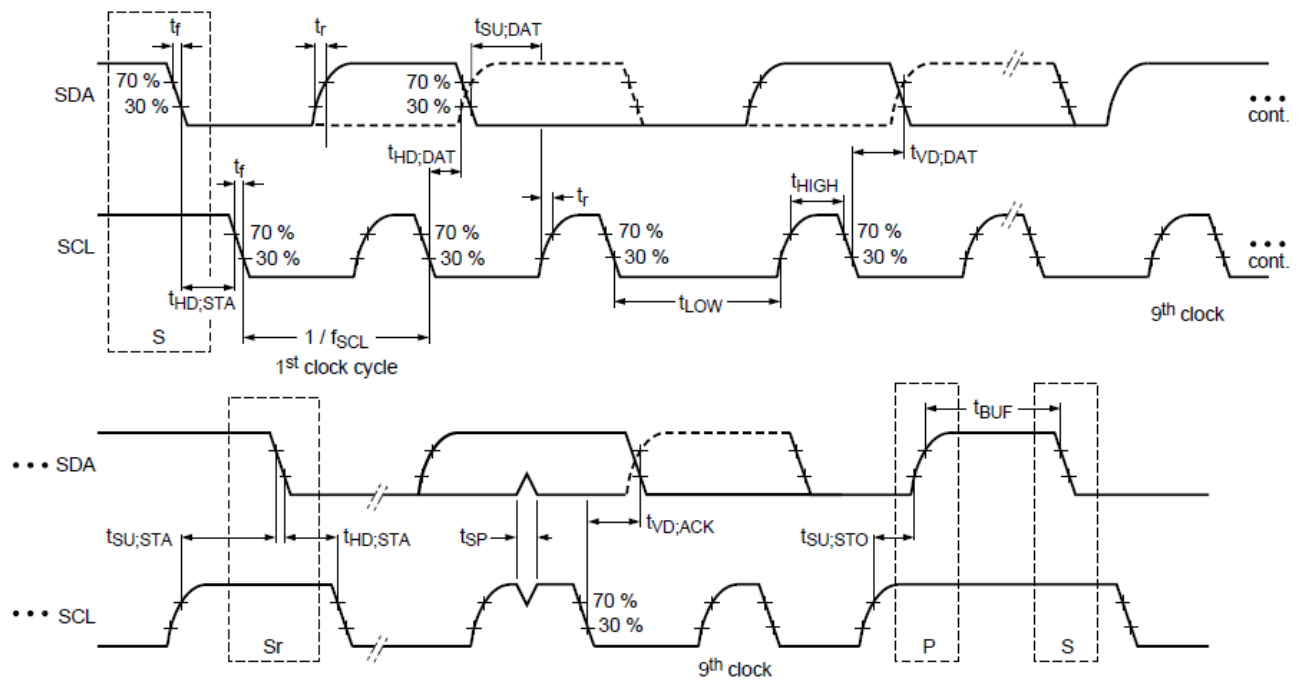 tf
tr
tSU;DAT
SDA
70 %
30 %
70 %
30 %
cont.
tHD;DAT
tVD;DAT
tf
tr
tHIGH
SCL
70 %
30 %
70 %
30 %
70 %
30 %
cont.
tHD;STA
tLOW
S
1 / fSCL
1st clock cycle
9th clock
tBUF
SDA
tSU;STA
tHD;STA
tSP
tVD;ACK
tSU;STO
SCL
70 %
30 %
Sr
9th clock
P
S